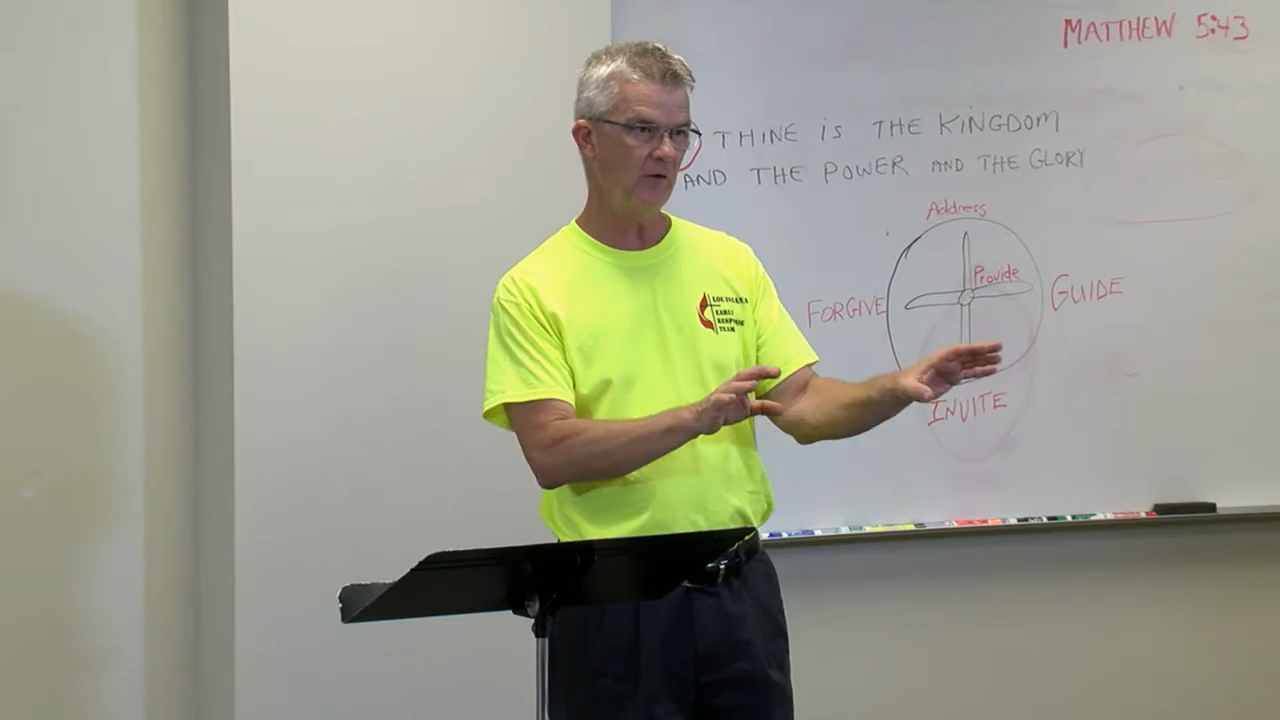 MATTHEW 5:43
THINE iS THE KiNGDOM
AND THE POWER AND THE GLORY
Address
Provide
FORGIVE
GUIDE
INVITE
LOUISIANA
EARLY
RESPONSE
TEAM